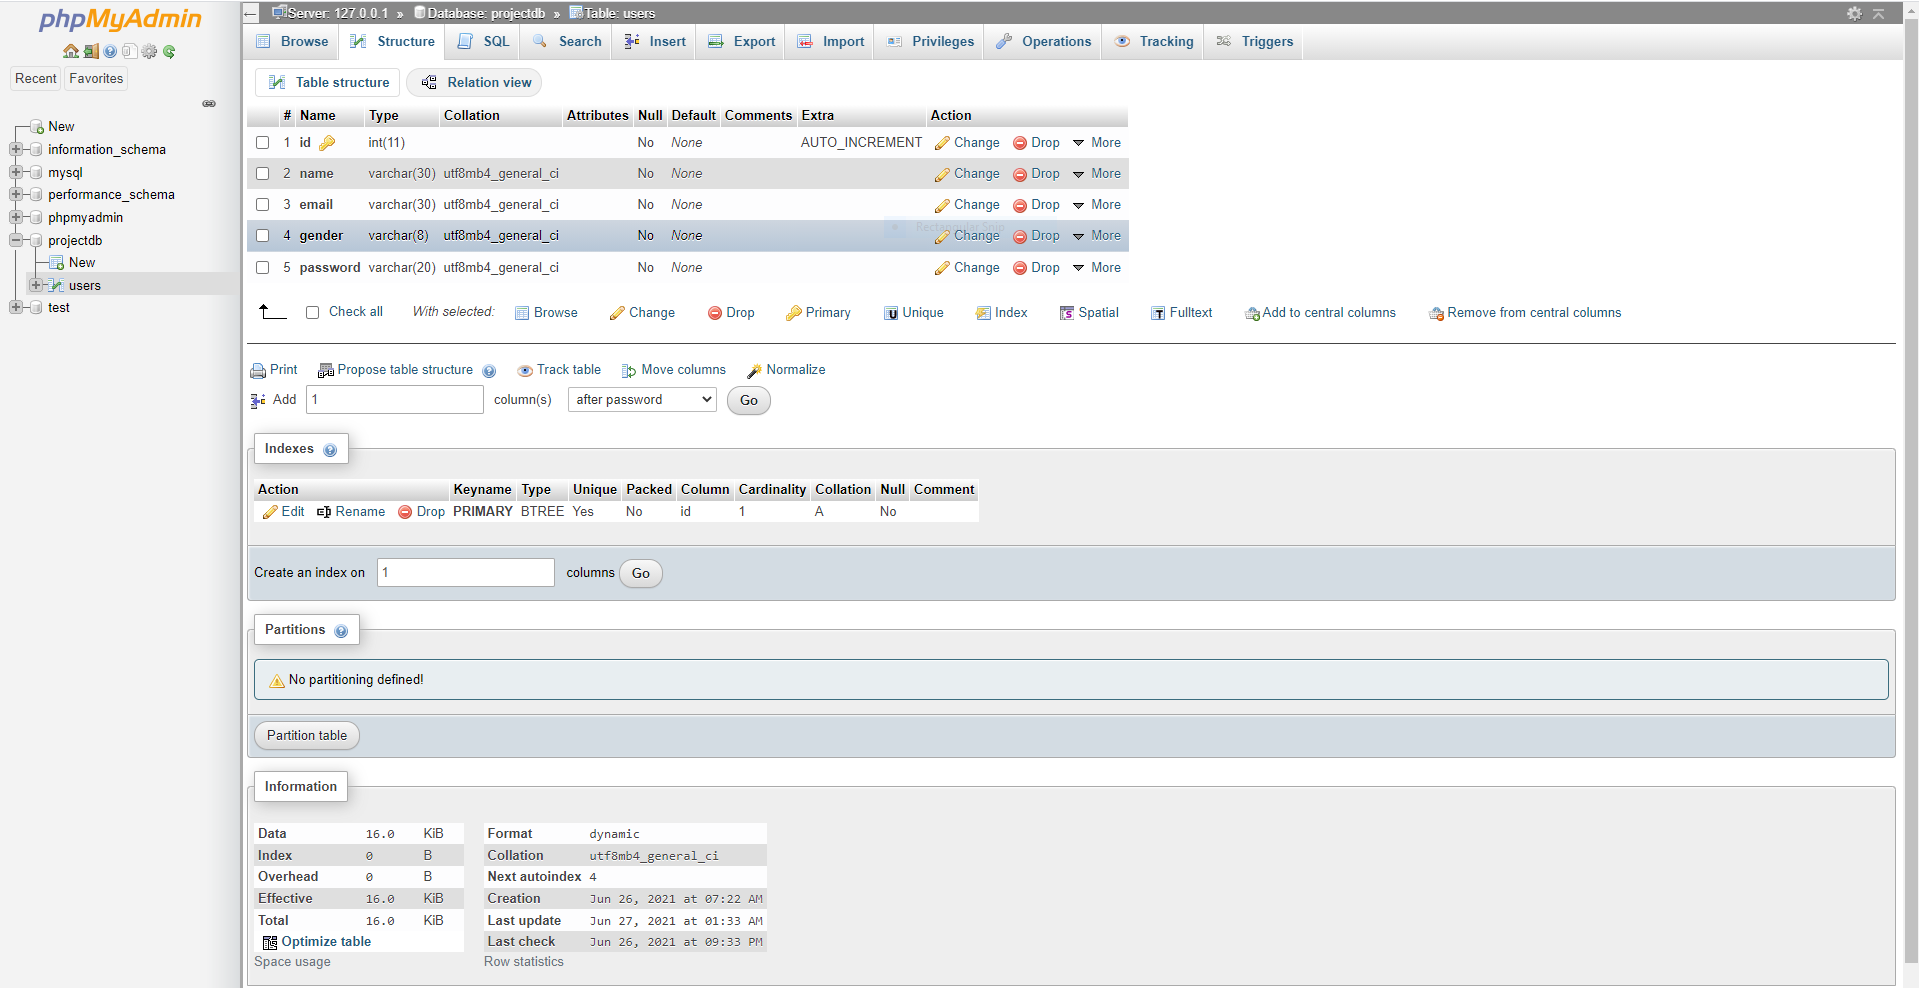 phpMyAdmin
Recent Favorites
New
information_schema
mysql
performance_schema
phpmyadmin
projectdb
New
users
test
Server: 127.0.0.1 » Database: projectdb » Table: users
Browse Structure SQL Search Insert Export Import Privileges Operations Tracking Triggers
Table structure Relation view
# Name Type Collation Attributes Null Default Comments Extra Action
1 id int(11) No None AUTO_INCREMENT Change Drop More
2 name varchar(30) utf8mb4_general_ci No None Change Drop More
3 email varchar(30) utf8mb4_general_ci No None Change Drop More
Rectangular Snip
4 gender varchar(8) utf8mb4_general_ci No None Change Drop More
5 password varchar(20) utf8mb4_general_ci No None Change Drop More
Check all With selected: Browse Change Drop Primary Unique Index Spatial Fulltext Add to central columns Remove from central columns
Print Propose table structure Track table Move columns Normalize
Add 1 column(s) after password Go
Indexes
Action Keyname Type Unique Packed Column Cardinality Collation Null Comment
Edit Rename Drop PRIMARY BTREE Yes No id 1 A No
Create an index on 1 columns Go
Partitions
No partitioning defined!
Partition table
Information
Data 16.0 KiB
Index 0 B
Overhead 0 B
Effective 16.0 KiB
Total 16.0 KiB
Optimize table
Space usage
Format dynamic
Collation utf8mb4_general_ci
Next autoindex 4
Creation Jun 26, 2021 at 07:22 AM
Last update Jun 27, 2021 at 01:33 AM
Last check Jun 26, 2021 at 09:33 PM
Row statistics